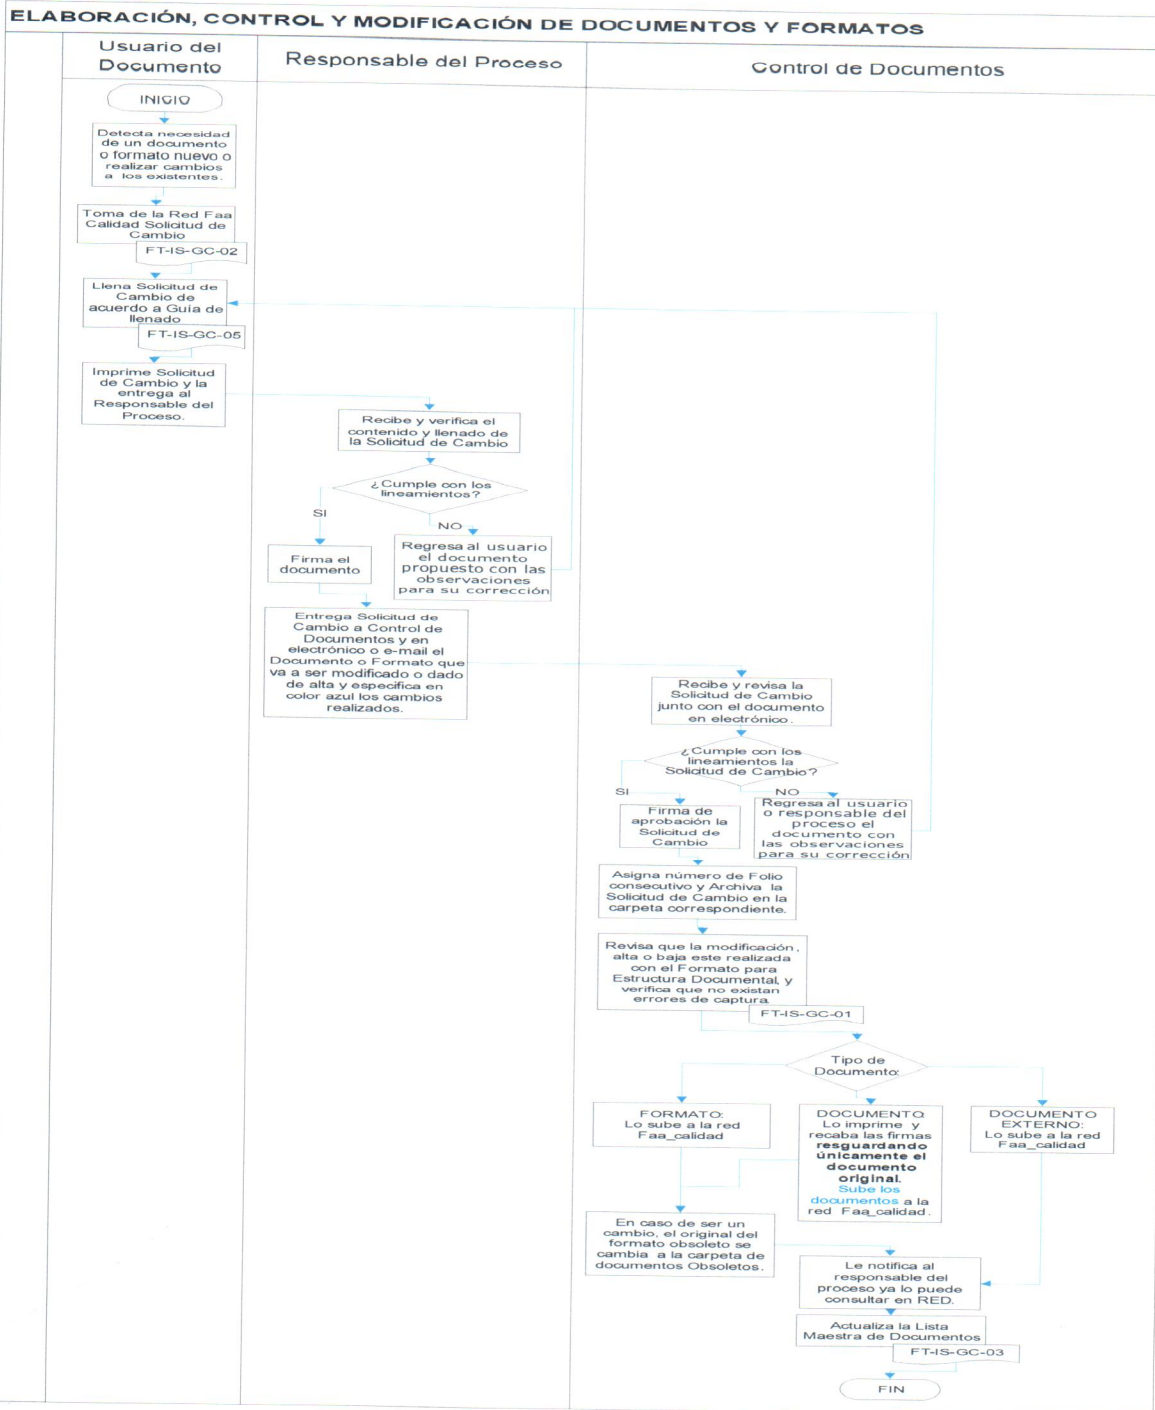 ELABORACIÓN, CONTROL Y MODIFICACIÓN DE DOCUMENTOS Y FORMATOS
Usuario del
Documento
Responsable del Proceso
Control de Documentos
INICIO
Detecta necesidad
de un documento
o formato nuevo o
realizar cambios
a los existentes.
Toma de la Red Faa
Calidad Solicitud de
Cambio
FT-IS-GC-02
Llena Solicitud de
Cambio de
acuerdo a Guía de
llenado
FT-IS-GC-05
Imprime Solicitud
de Cambio y la
entrega al
Responsable del
Proceso.
Recibe y verifica el
contenido y llenado de
la Solicitud de Cambio
¿Cumple con los
lineamientos?
SI
NO
Firma el
documento
Regresa al usuario
el documento
propuesto con las
observaciones
para su corrección
Entrega Solicitud de
Cambio a Control de
Documentos y en
electrónico o e-mail el
Documento o Formato que
va a ser modificado o dado
de alta y especifica en
color azul los cambios
realizados.
Recibe y revisa la
Solicitud de Cambio
junto con el documento
en electrónico.
¿Cumple con los
lineamientos la
Solicitud de Cambio?
SI
NO
Firma de
aprobación la
Solicitud de
Cambio
Regresa al usuario
o responsable del
proceso el
documento con
las observaciones
para su corrección
Asigna número de Folio
consecutivo y Archiva la
Solicitud de Cambio en la
carpeta correspondiente.
Revisa que la modificación,
alta o baja este realizada
con el Formato para
Estructura Documental, y
verifica que no existan
errores de captura.
FT-IS-GC-01
Tipo de
Documento:
FORMATO:
Lo sube a la red
Faa_calidad
DOCUMENTO
Lo imprime y
recaba las firmas
resguardando
únicamente el
documento
original.
Sube los
documentos a la
red Faa_calidad.
DOCUMENTO
EXTERNO:
Lo sube a la red
Faa_calidad
En caso de ser un
cambio, el original del
formato obsoleto se
cambia a la carpeta de
documentos Obsoletos.
Le notifica al
responsable del
proceso ya lo puede
consultar en RED.
Actualiza la Lista
Maestra de Documentos
FT-IS-GC-03
FIN